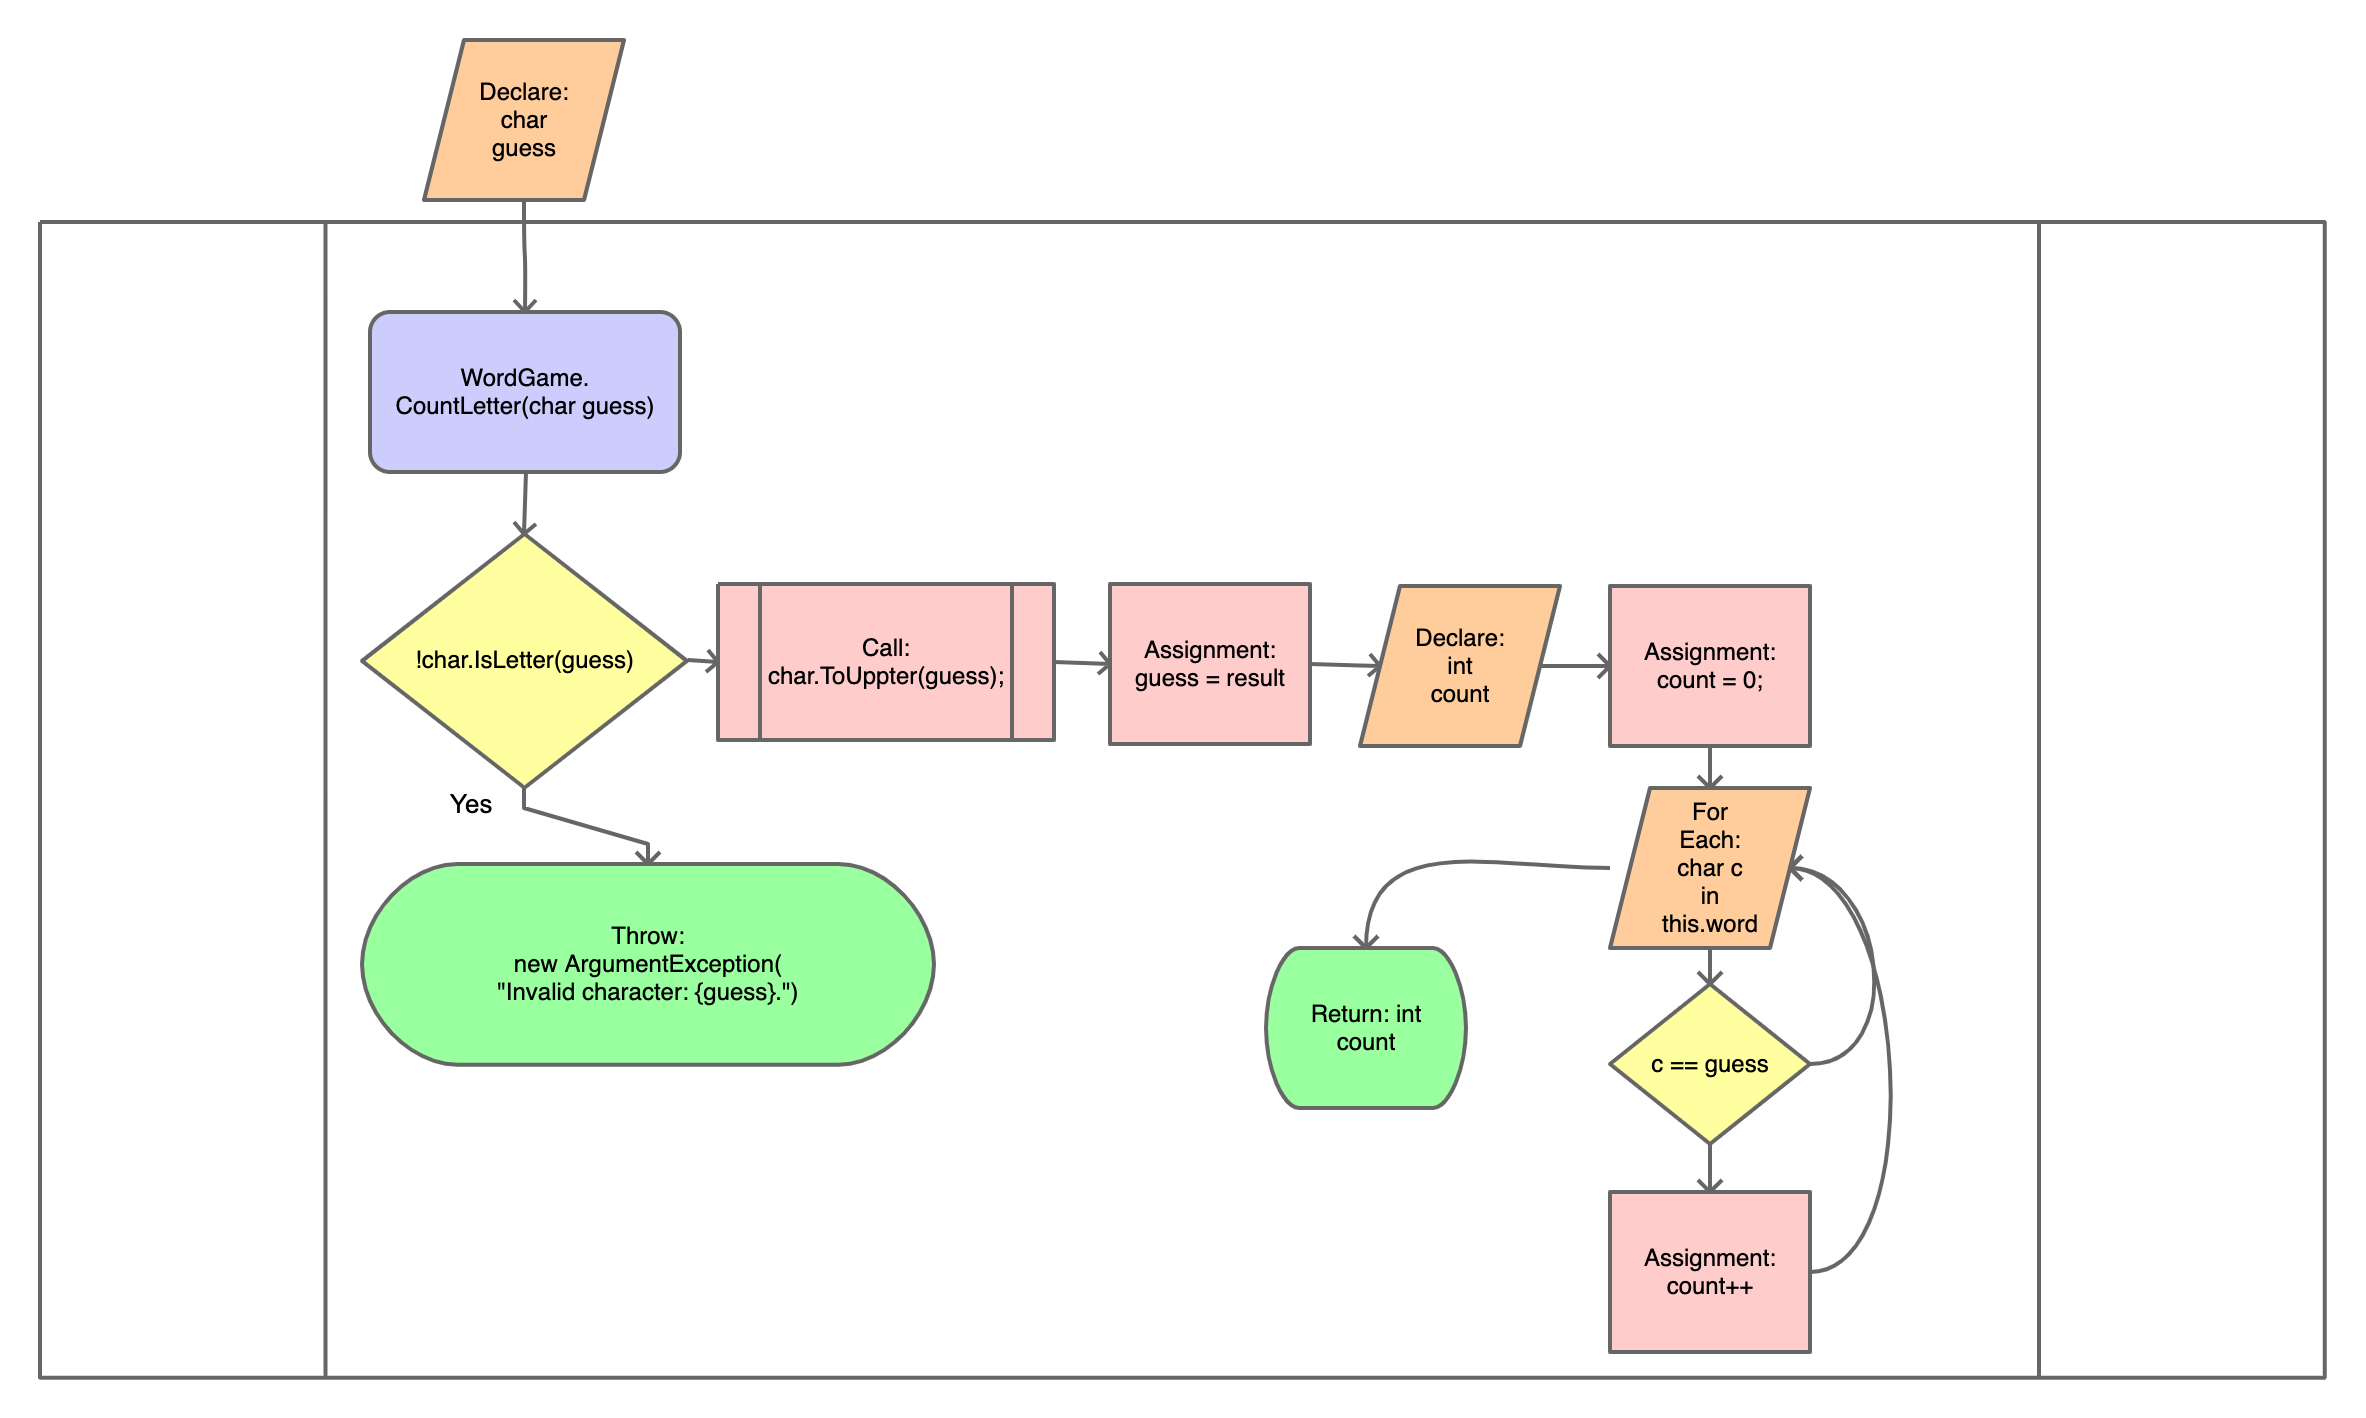 Declare:
char
guess
WordGame.
CountLetter(char guess)
!char.IsLetter(guess)
Call:
char.ToUppter(guess);
Assignment:
guess = result
Declare:
int
count
Assignment:
count = 0;
Yes
Throw:
new ArgumentException(
"Invalid character: {guess}.")
For
Each:
char c
in
this.word
Return: int
count
c == guess
Assignment:
count++